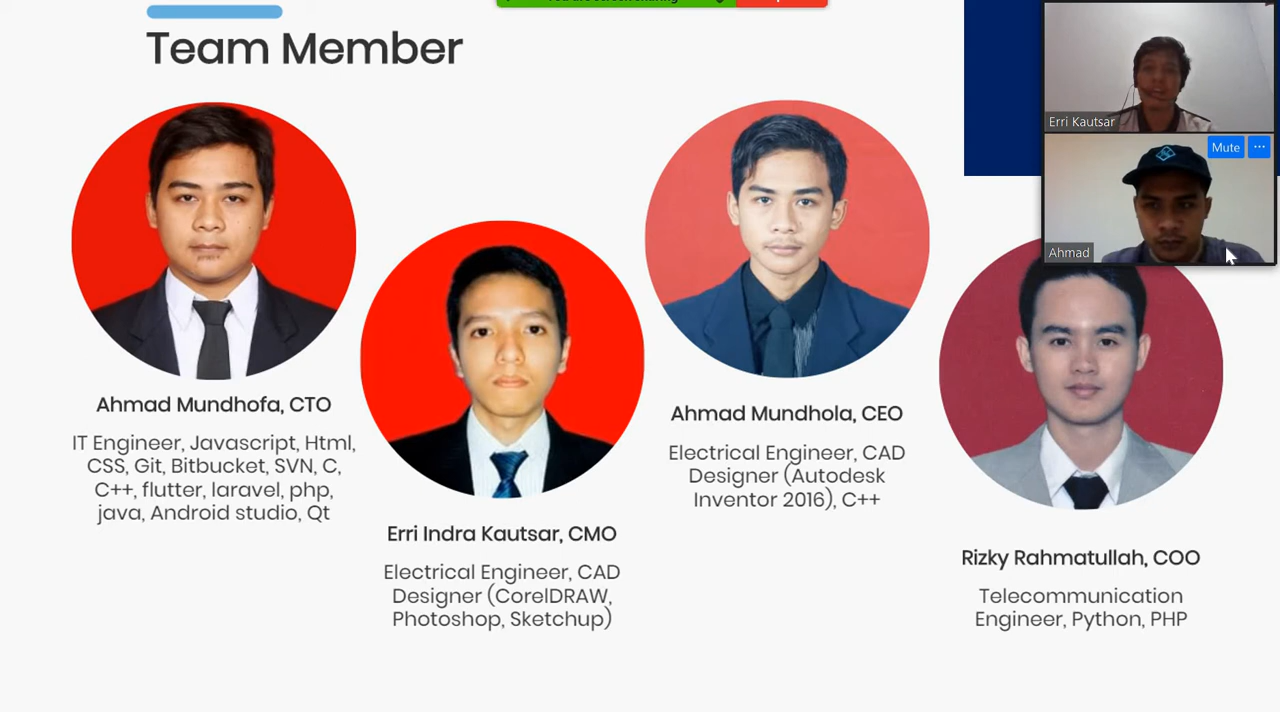 Team Member
Ahmad Mundhofa, CTO
IT Engineer, Javascript, Html,
CSS, Git, Bitbucket, SVN, C,
C++, flutter, laravel, php,
java, Android studio, Qt
Erri Indra Kautsar, CMO
Electrical Engineer, CAD
Designer (CorelDRAW,
Photoshop, Sketchup)
Ahmad Mundhola, CEO
Electrical Engineer, CAD
Designer (Autodesk
Inventor 2016), C++
Rizky Rahmatullah, COO
Telecommunication
Engineer, Python, PHP
Erri Kautsar
Mute
Ahmad